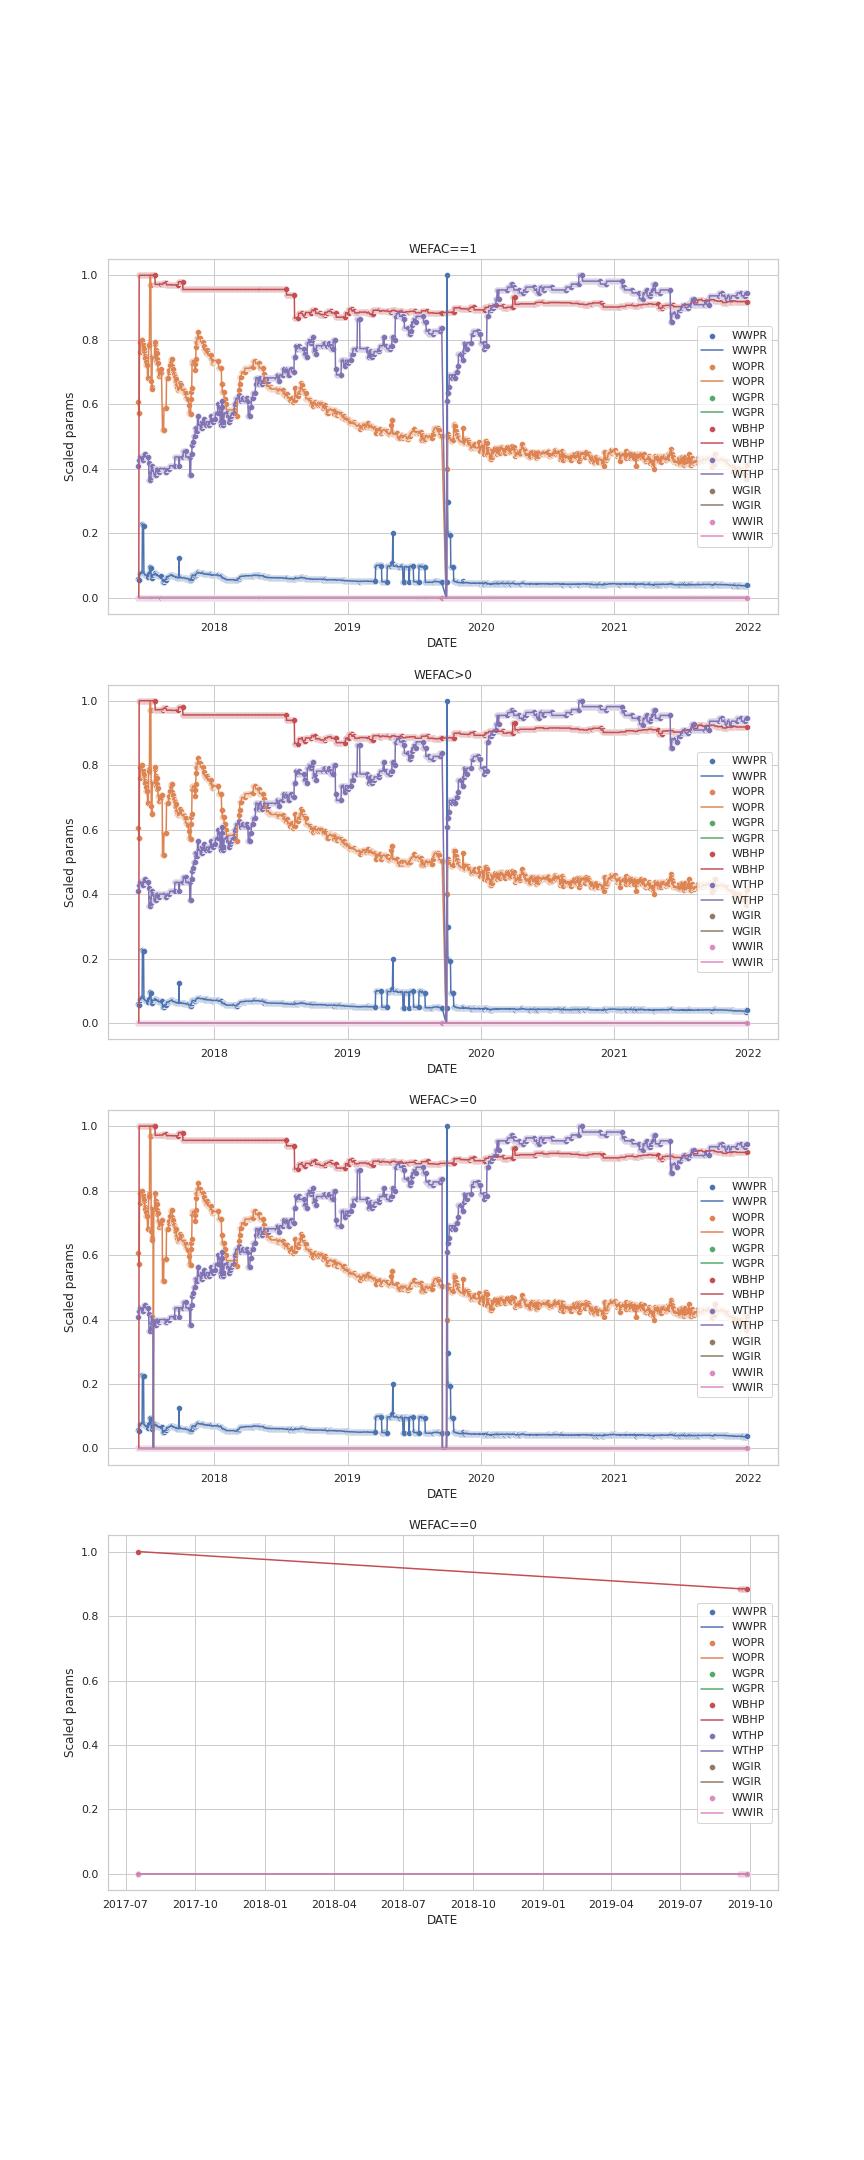 WEFAC==1
1.0
0.8
0.6
0.4
0.2
0.0
Scaled params
WWPR
WWPR
WOPR
WOPR
WGPR
WGPR
WBHP
WBHP
WTHP
WTHP
WGIR
WGIR
WWIR
WWIR
2018 2019 2020 2021 2022
DATE
WEFAC>0
1.0
0.8
0.6
0.4
0.2
0.0
Scaled params
WWPR
WWPR
WOPR
WOPR
WGPR
WGPR
WBHP
WBHP
WTHP
WTHP
WGIR
WGIR
WWIR
WWIR
2018 2019 2020 2021 2022
DATE
WEFAC>=0
1.0
0.8
0.6
0.4
0.2
0.0
Scaled params
WWPR
WWPR
WOPR
WOPR
WGPR
WGPR
WBHP
WBHP
WTHP
WTHP
WGIR
WGIR
WWIR
WWIR
2018 2019 2020 2021 2022
DATE
WEFAC==0
1.0
0.8
0.6
0.4
0.2
0.0
Scaled params
WWPR
WWPR
WOPR
WOPR
WGPR
WGPR
WBHP
WBHP
WTHP
WTHP
WGIR
WGIR
WWIR
WWIR
2017-07 2017-10 2018-01 2018-04 2018-07 2018-10 2019-01 2019-04 2019-07 2019-10
DATE